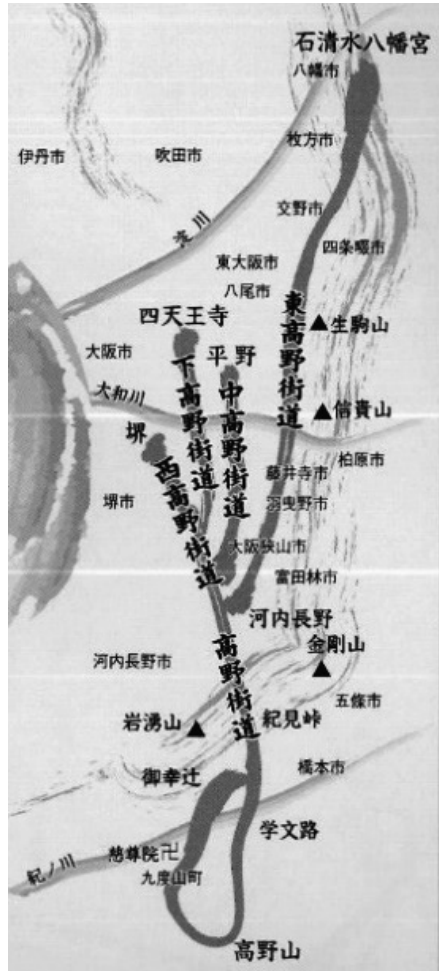 石清水八幡宮
八幡市
枚方市
伊丹市
吹田市
交野市
淀川
四条畷市
東大阪市
八尾市
四天王寺
東高野街道
生駒山
大阪市
平野
下高野街道
中高野街道
大和川
信貴山
堺
西高野街道
柏原市
藤井寺市
堺市
羽曳野市
大阪狭山市
富田林市
河内長野
高野街道
金剛山
河内長野市
五條市
岩湧山
紀見峠
橋本市
御幸辻
学文路
慈尊院卍
紀ノ川
九度山町
高野山